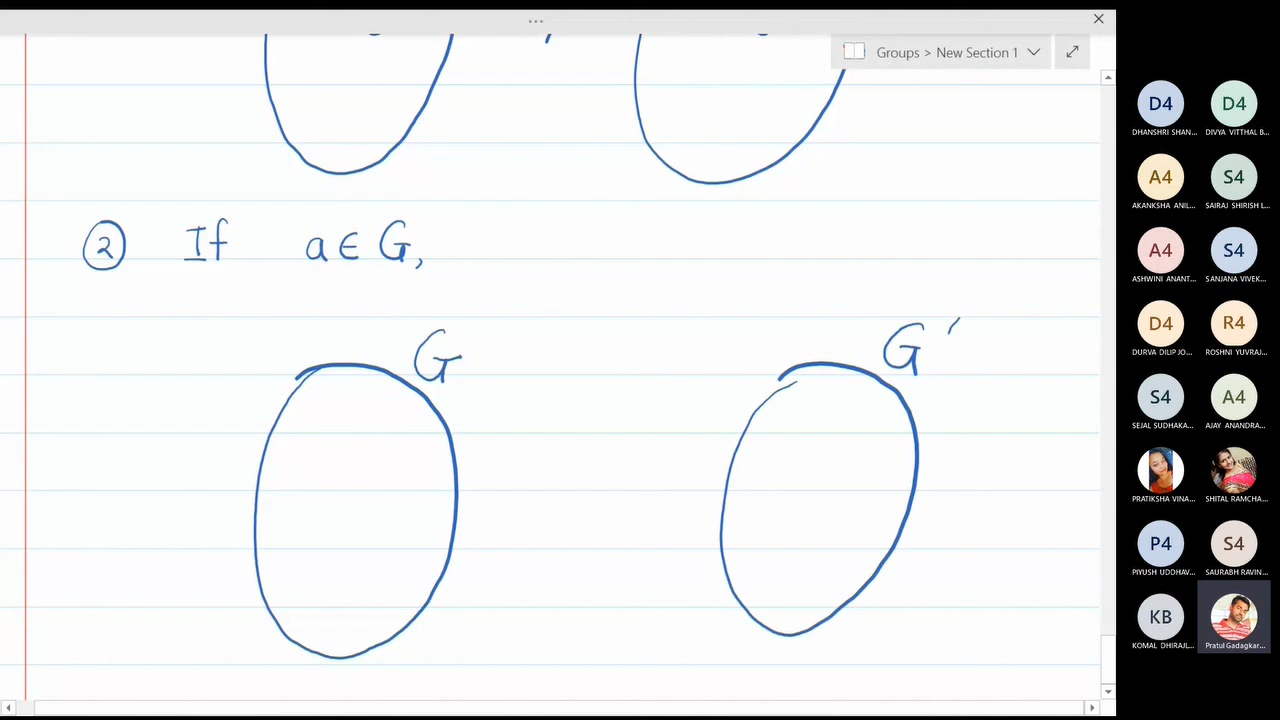 Groups > New Section 1
② If a ∈ G,
G G ′
D4 D4
DHANSHRI SHAN... DIVYA VITTHAL B...
A4 S4
AKANKSHA ANIL... SAIRAJ SHIRISH L...
A4 S4
ASHWINI ANANT... SANJANA VIVEK...
D4 R4
DURVA DILIP JO... ROSHNI YUVRAJ...
S4 A4
SEJAL SUDHAKA... AJAY ANANDRA...
PRATIKSHA VINA... SHITAL RAMCHA...
P4 S4
PIYUSH UDDHAV... SAURABH RAVIN...
KB
KOMAL DHIRAJL... Pratul Gadagkar...